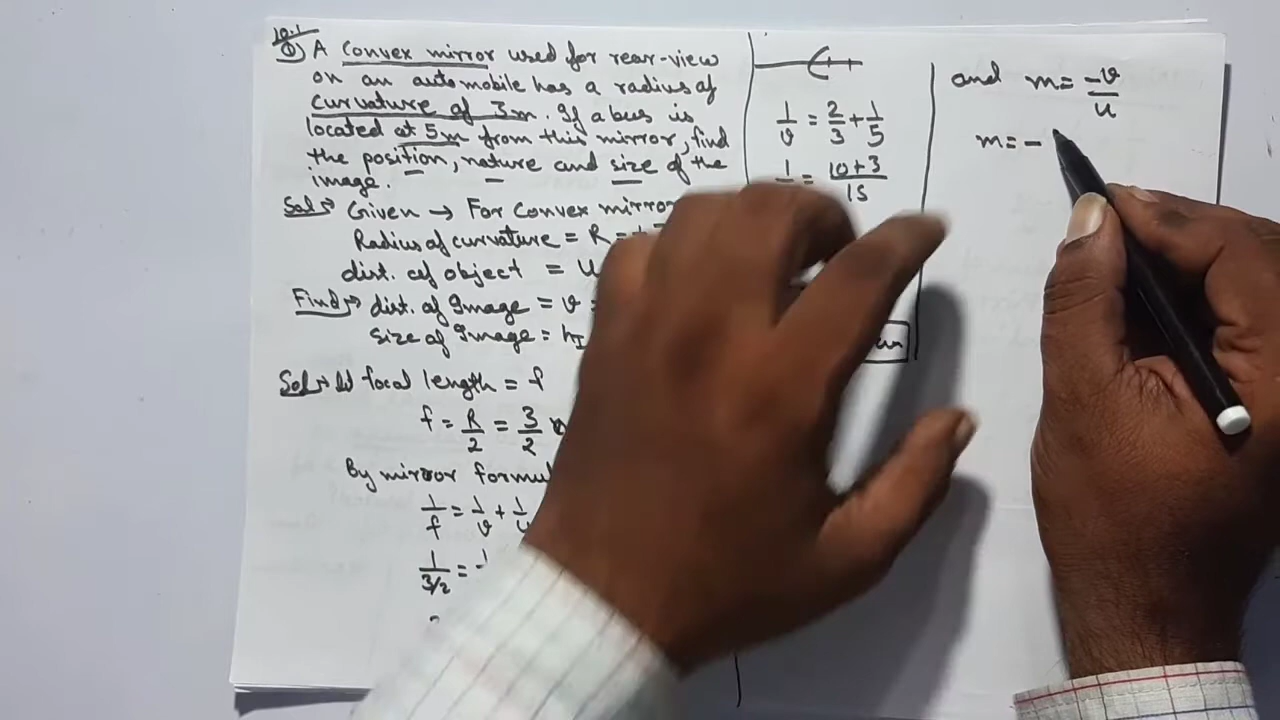 10.1
① A convex mirror used for rear-view
on an automobile has a radius of
curvature of 3m. If a bus is
located at 5m from this mirror, find
the position, nature and size of the
image.
Sol: Given → For Convex mirror
Radius of curvature = R = +
dist. of object = u
Find → dist. of Image = v =
Size of Image = hI
Sol: focal length = f
f = R/2 = 3/2
By mirror formul
1/f = 1/v + 1/u
1/3/2 =
1/v = 2/3 + 1/5
1 = 10+3/15
and m = -v/u
m = -